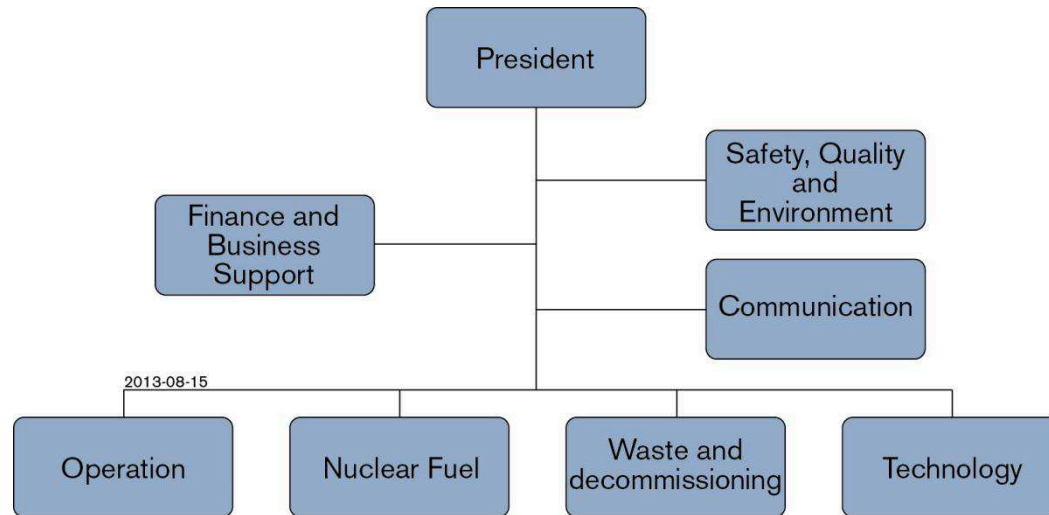 President
Safety, Quality
and
Environment
Finance and
Business
Support
Communication
2013-08-15
Operation
Nuclear Fuel
Waste and
decommissioning
Technology